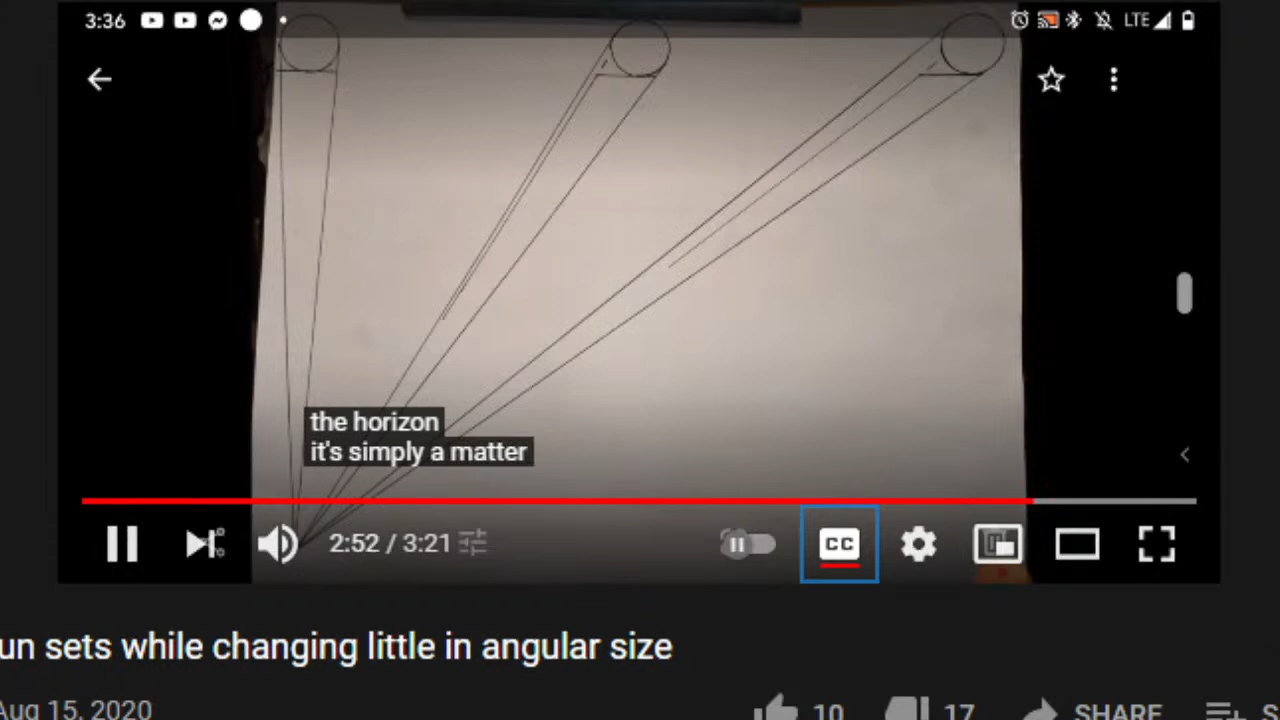 3:36
LTE
the horizon
it's simply a matter
2:52 / 3:21
CC
un sets while changing little in angular size
Aug 15, 2020
10
17
SHARE
S